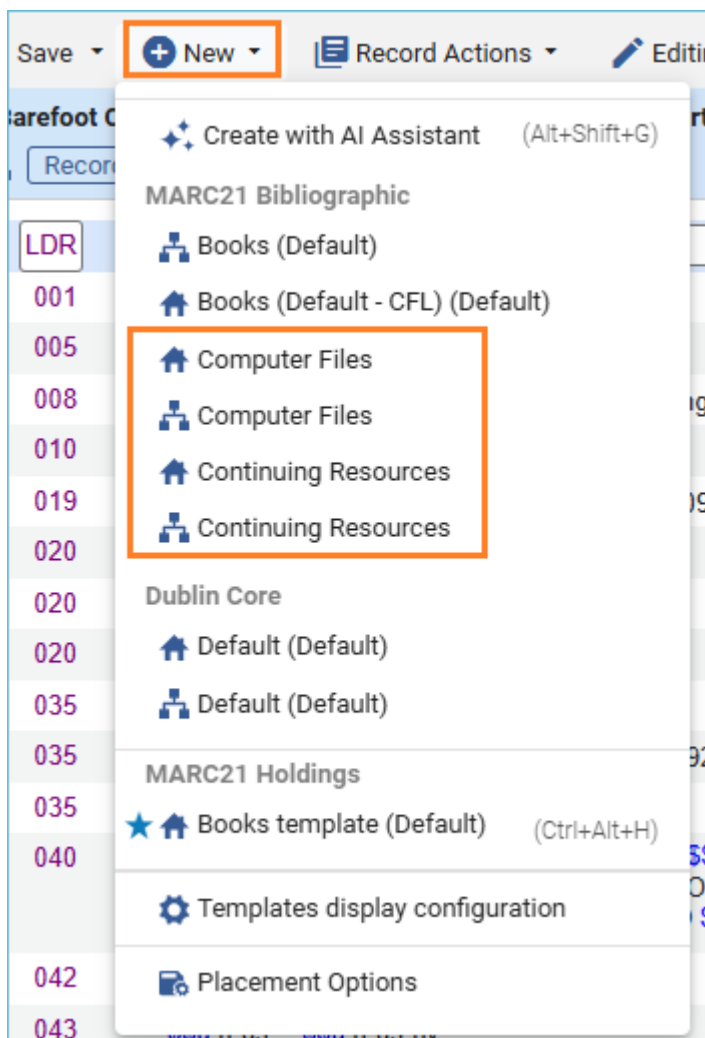 Save New Record Actions
LDR
001
005
008
010
019
020
020
020
035
035
035
040
042
043
Create with AI Assistant (Alt+Shift+G)
MARC21 Bibliographic
Books (Default)
Books (Default - CFL) (Default)
Computer Files
Computer Files
Continuing Resources
Continuing Resources
Dublin Core
Default (Default)
Default (Default)
MARC21 Holdings
Books template (Default) (Ctrl+Alt+H)
Templates display configuration
Placement Options